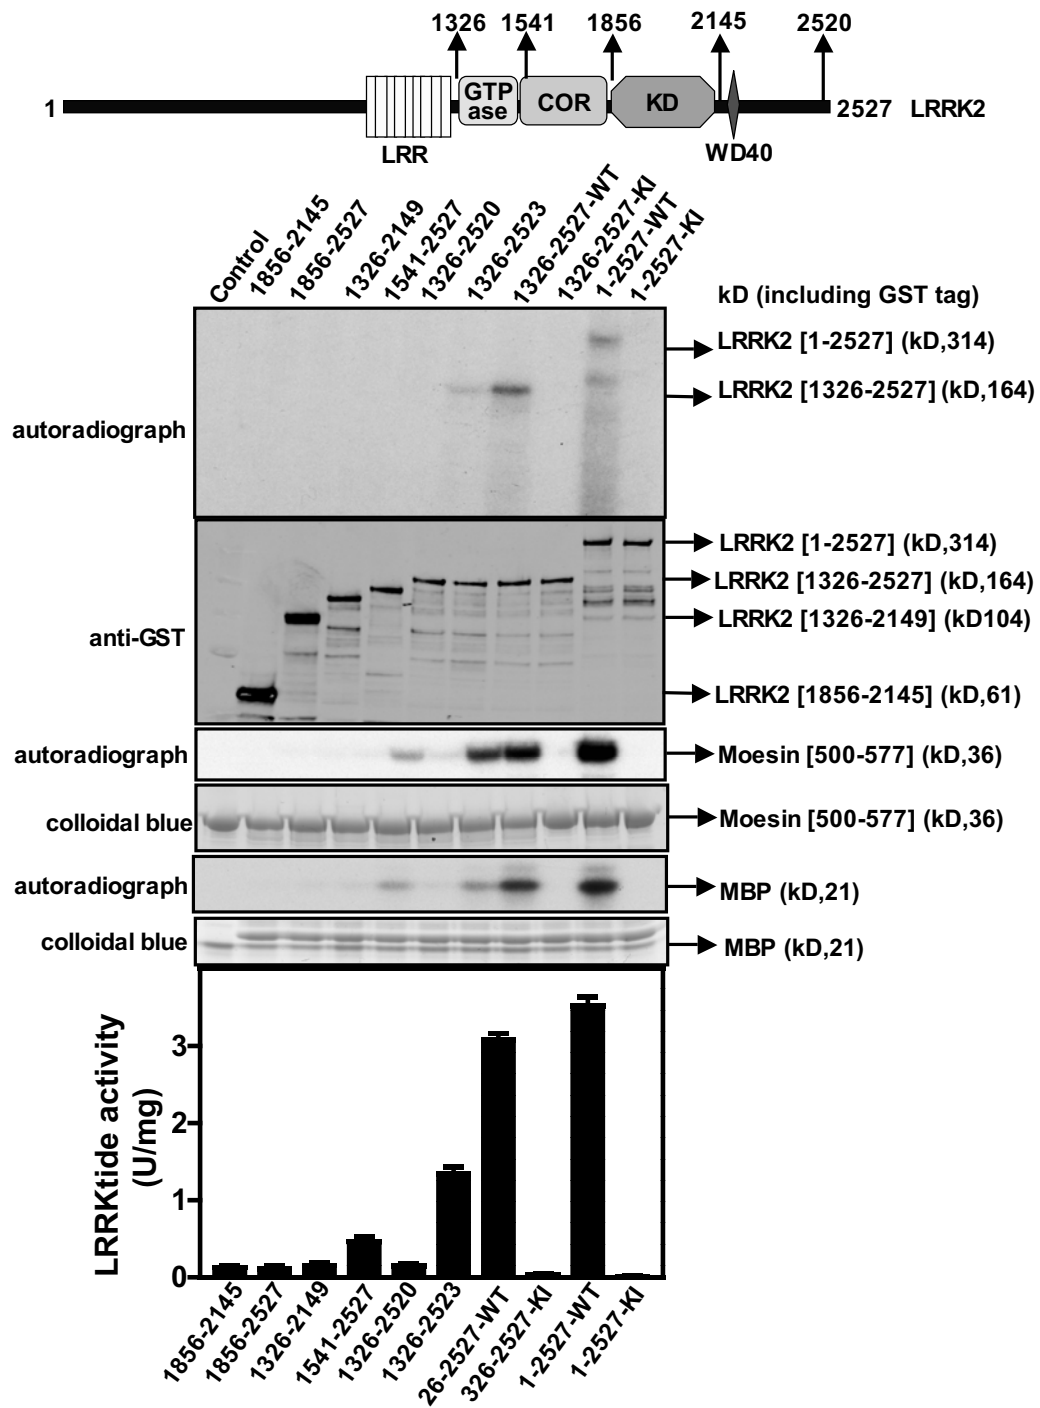 1326 1541 1856 2145 2520
1 GTP ase COR KD 2527 LRRK2
LRR WD40
Control
1856-2145
1856-2527
1326-2149
1541-2527
1326-2520
1326-2523
1326-2527-WT
1326-2527-KI
1-2527-WT
1-2527-KI
kD (including GST tag)
LRRK2 [1-2527] (kD,314)
LRRK2 [1326-2527] (kD,164)
autoradiograph
LRRK2 [1-2527] (kD,314)
LRRK2 [1326-2527] (kD,164)
LRRK2 [1326-2149] (kD104)
anti-GST
LRRK2 [1856-2145] (kD,61)
autoradiograph Moesin [500-577] (kD,36)
colloidal blue Moesin [500-577] (kD,36)
autoradiograph MBP (kD,21)
colloidal blue MBP (kD,21)
LRRKtide activity
(U/mg)
3
2
1
0
1856-2145
1856-2527
1326-2149
1541-2527
1326-2520
1326-2523
26-2527-WT
326-2527-KI
1-2527-WT
1-2527-KI